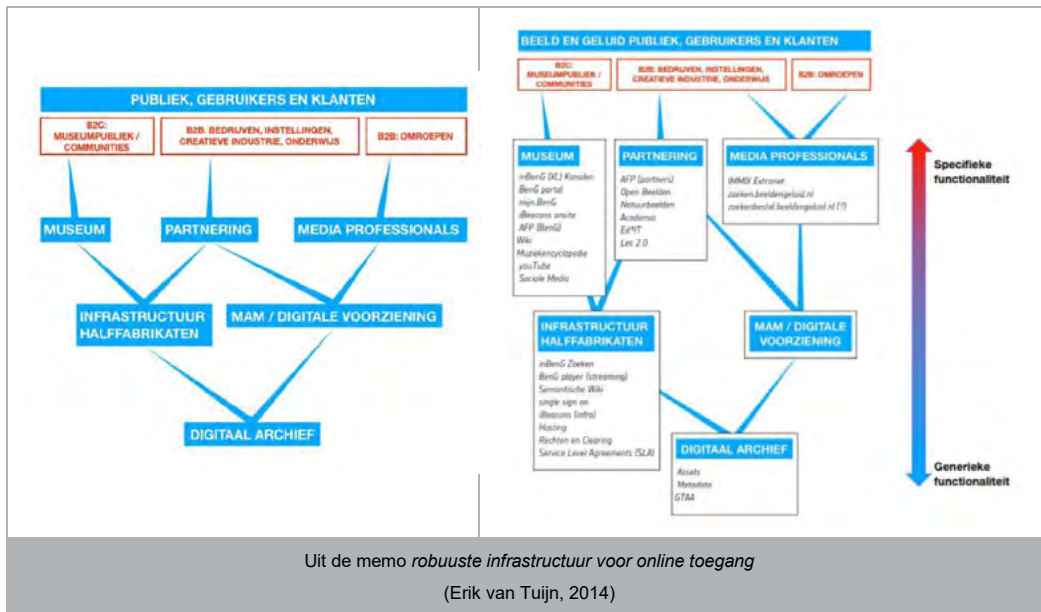 PUBLIEK, GEBRUIKERS EN KLANTEN
B2C:
MUSEUMPUBLIEK /
COMMUNITIES
B2B: BEDRIJVEN, INSTELLINGEN,
CREATIEVE INDUSTRIE, ONDERWIJS
B2B: OMROEPEN
MUSEUM
PARTNERING
MEDIA PROFESSIONALS
INFRASTRUCTUUR
HALFFABRIKATEN
MAM / DIGITALE VOORZIENING
DIGITAAL ARCHIEF
BEELD EN GELUID PUBLIEK, GEBRUIKERS EN KLANTEN
B2C:
MUSEUMPUBLIEK /
COMMUNITIES
B2B: BEDRIJVEN, INSTELLINGEN,
CREATIEVE INDUSTRIE, ONDERWIJS
B2B: OMROEPEN
MUSEUM
inBenG (XL) Kanalen
BenG portal
mijn.BenG
iBeacons onsite
AFP (BenG)
Wiki
Muziekencyclopedie
youTube
Sociale Media
PARTNERING
AFP (partners)
Open Beelden
Natuurbeelden
Academia
Ed*IT
Les 2.0
MEDIA PROFESSIONALS
iMMiX Extranet
zoeken.beeldengeluid.nl
zoekenbestel.beeldengeluid.nl (?)
Specifieke
functionaliteit
INFRASTRUCTUUR
HALFFABRIKATEN
inBenG Zoeken
BenG player (streaming)
Semantische Wiki
single sign on
iBeacons (infra)
Hosting
Rechten en Clearing
Service Level Agreements (SLA)
MAM / DIGITALE
VOORZIENING
DIGITAAL ARCHIEF
Assets
Metadata
GTAA
Generieke
functionaliteit
Uit de memo robuuste infrastructuur voor online toegang
(Erik van Tuijn, 2014)